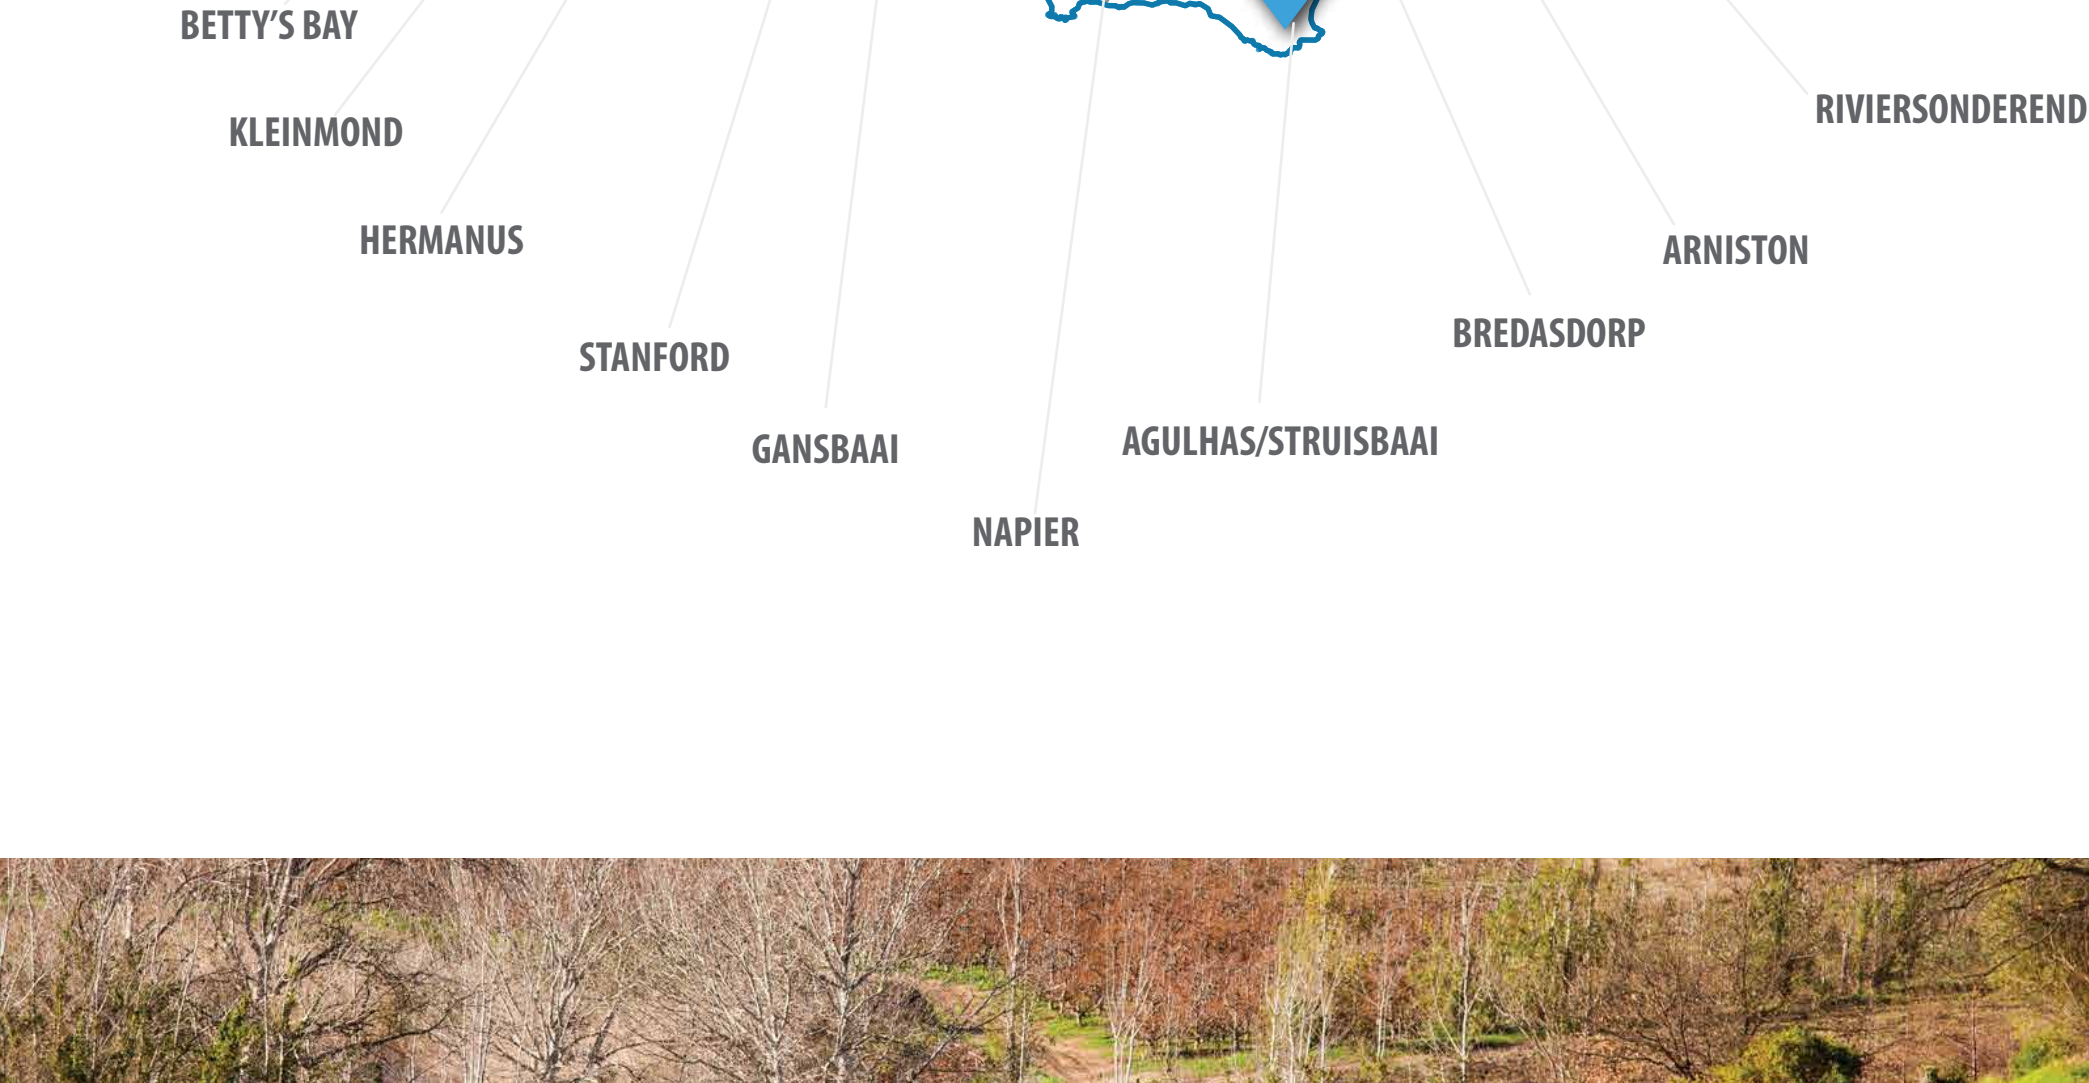 BETTY’S BAY
RIVIERSONDEREND
KLEINMOND
HERMANUS
ARNISTON
BREDASDORP
STANFORD
AGULHAS/STRUISBAAI
GANSBAAI
NAPIER